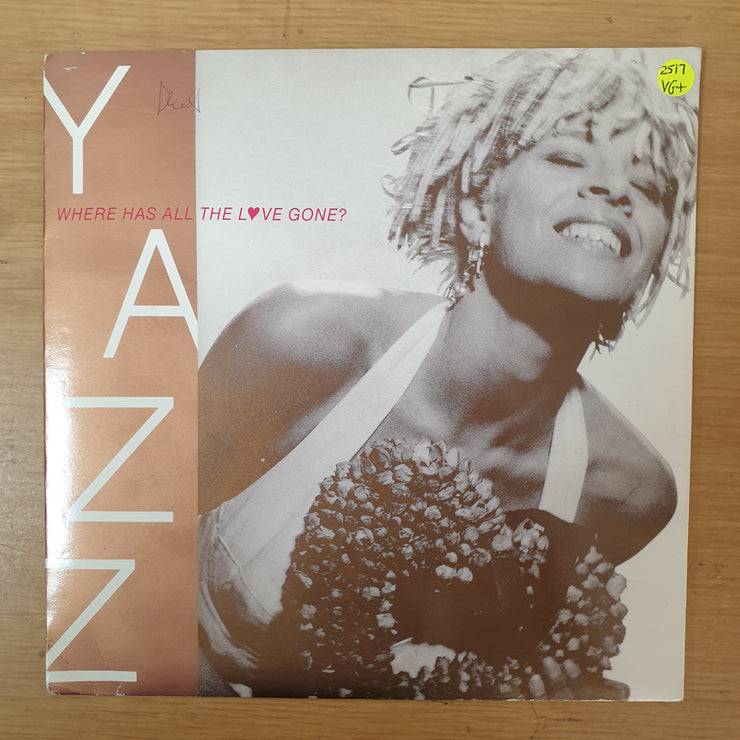 YAZZ
WHERE HAS ALL THE L♥VE GONE?
2517
VG+